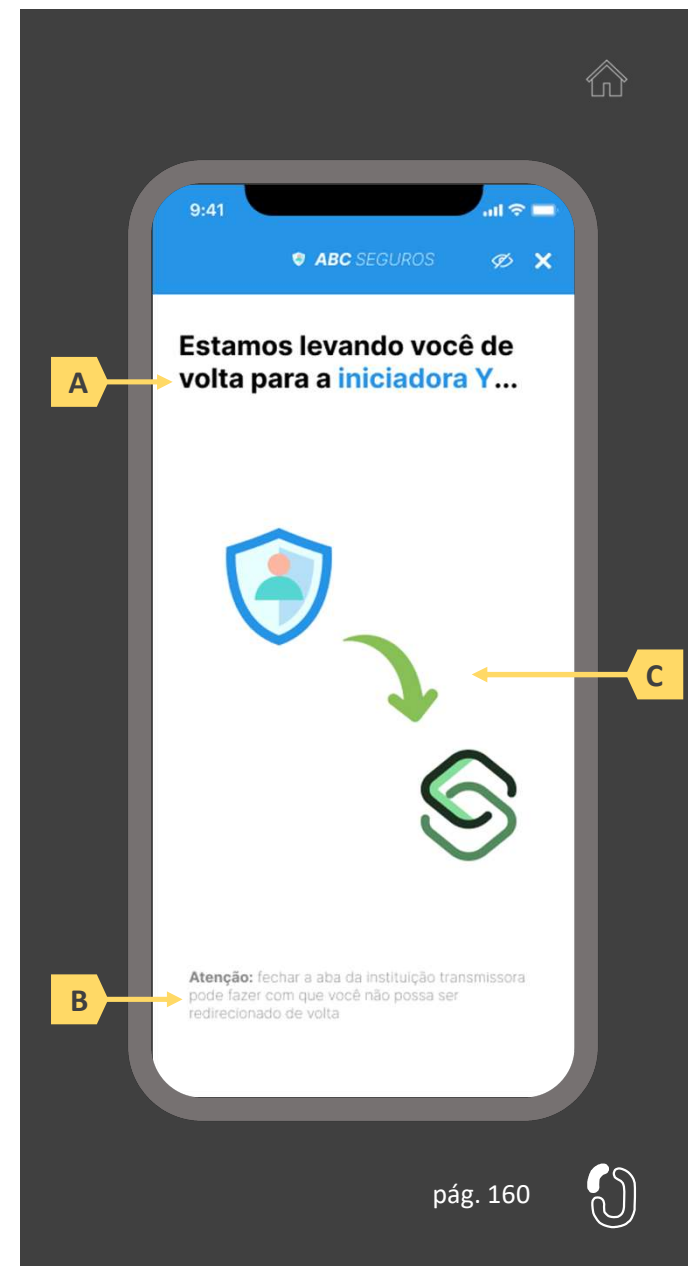 9:41
ABC SEGUROS
Estamos levando você de
volta para a iniciadora Y...
A
C
Atenção: fechar a aba da instituição transmissora
pode fazer com que você não possa ser
redirecionado de volta
B
pág. 160